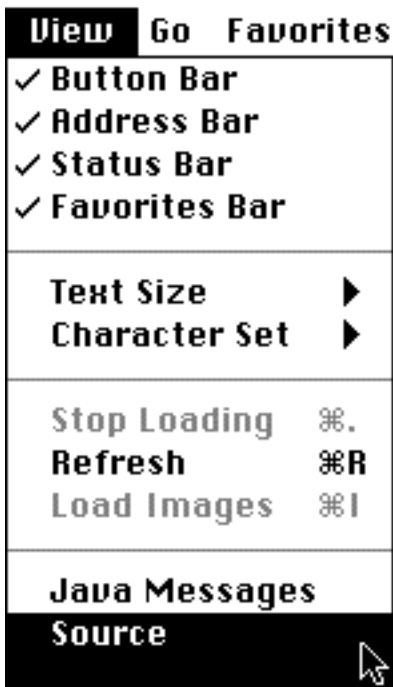 View Go Favorites
✓ Button Bar
✓ Address Bar
✓ Status Bar
✓ Favorites Bar
Text Size ▶
Character Set ▶
Stop Loading ⌘.
Refresh ⌘R
Load Images ⌘I
Java Messages
Source